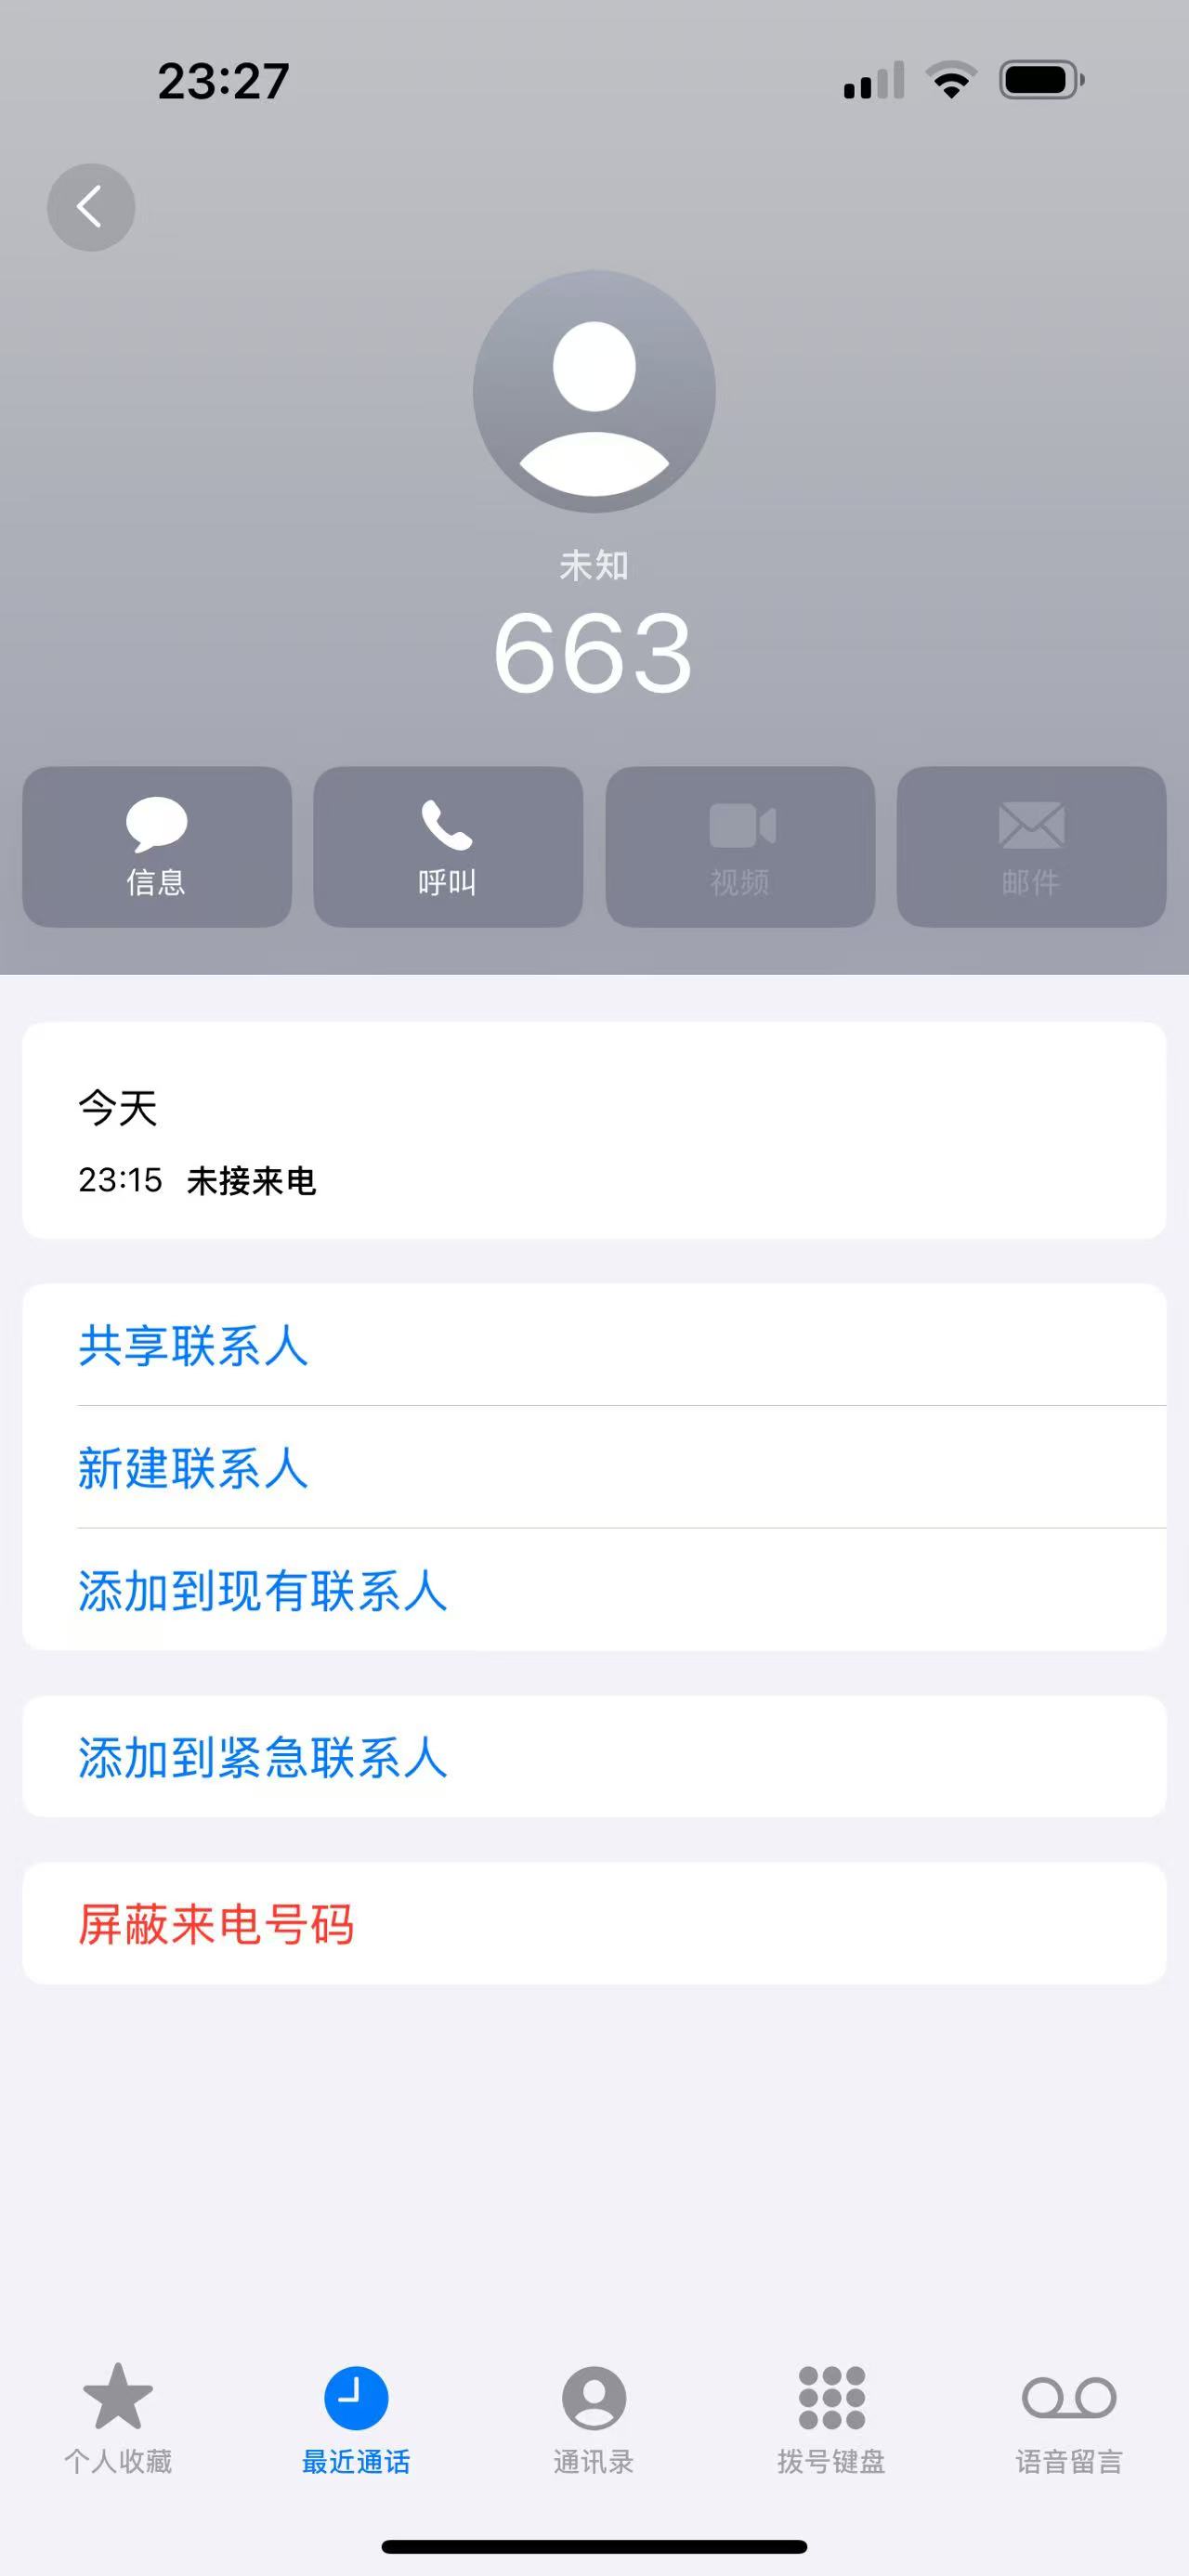 23:27
未知
663
信息
呼叫
视频
邮件
今天
23:15 未接来电
共享联系人
新建联系人
添加到现有联系人
添加到紧急联系人
屏蔽来电号码
个人收藏
最近通话
通讯录
拨号键盘
语音留言